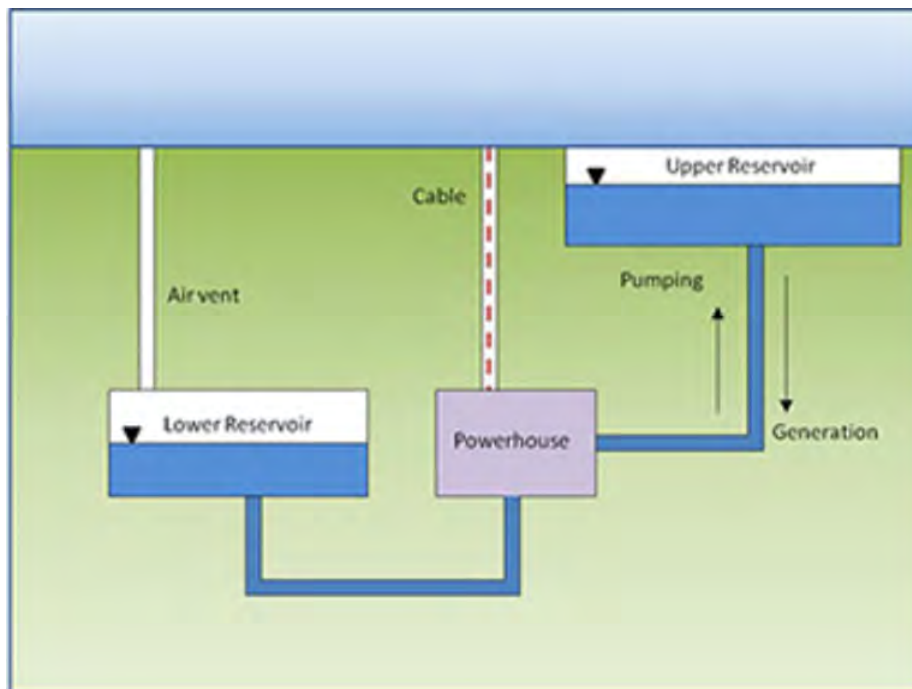 Upper Reservoir
Cable
Pumping
Air vent
Lower Reservoir
Powerhouse
Generation